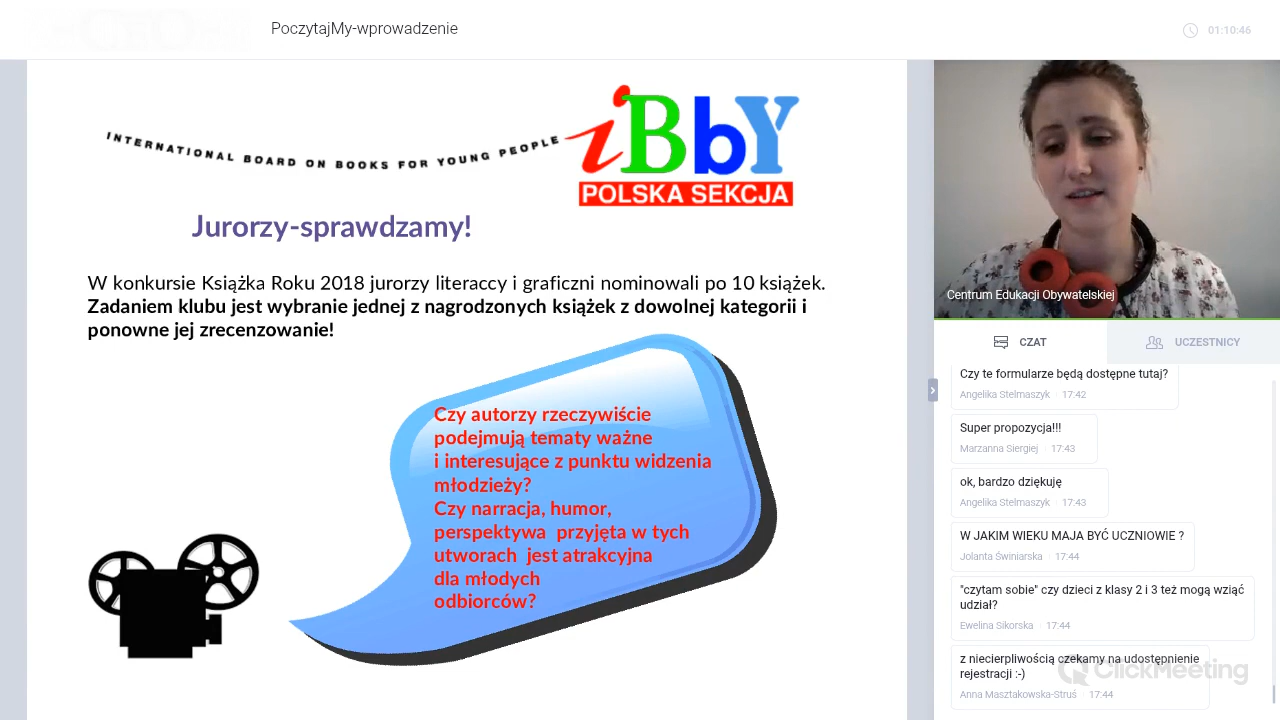 PoczytajMy-wprowadzenie
01:10:46
INTERNATIONAL BOARD ON BOOKS FOR YOUNG PEOPLE
iBbY
POLSKA SEKCJA
Jurorzy-sprawdzamy!
W konkursie Książka Roku 2018 jurorzy literaccy i graficzni nominowali po 10 książek.
Zadaniem klubu jest wybranie jednej z nagrodzonych książek z dowolnej kategorii i
ponowne jej zrecenzowanie!
Czy autorzy rzeczywiście
podejmują tematy ważne
i interesujące z punktu widzenia
młodzieży?
Czy narracja, humor,
perspektywa przyjęta w tych
utworach jest atrakcyjna
dla młodych
odbiorców?
Centrum Edukacji Obywatelskiej
CZAT
UCZESTNICY
Czy te formularze będą dostępne tutaj?
Angelika Stelmaszyk 17:42
Super propozycja!!!
Marzanna Siergiej 17:43
ok, bardzo dziękuję
Angelika Stelmaszyk 17:43
W JAKIM WIEKU MAJA BYĆ UCZNIOWIE ?
Jolanta Świniarska 17:44
"czytam sobie" czy dzieci z klasy 2 i 3 też mogą wziąć
udział?
Ewelina Sikorska 17:44
z niecierpliwością czekamy na udostępnienie
rejestracji :-)
Anna Masztakowska-Struś 17:44
ClickMeeting